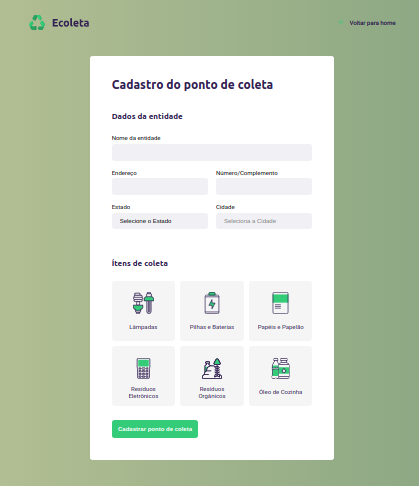 Ecoleta
Voltar para home
Cadastro do ponto de coleta
Dados da entidade
Nome da entidade
Endereço
Número/Complemento
Estado
Cidade
Selecione o Estado
Seleciona a Cidade
Ítens de coleta
Lâmpadas
Pilhas e Baterias
Papéis e Papelão
Resíduos
Eletrônicos
Resíduos
Orgânicos
Óleo de Cozinha
Cadastrar ponto de coleta